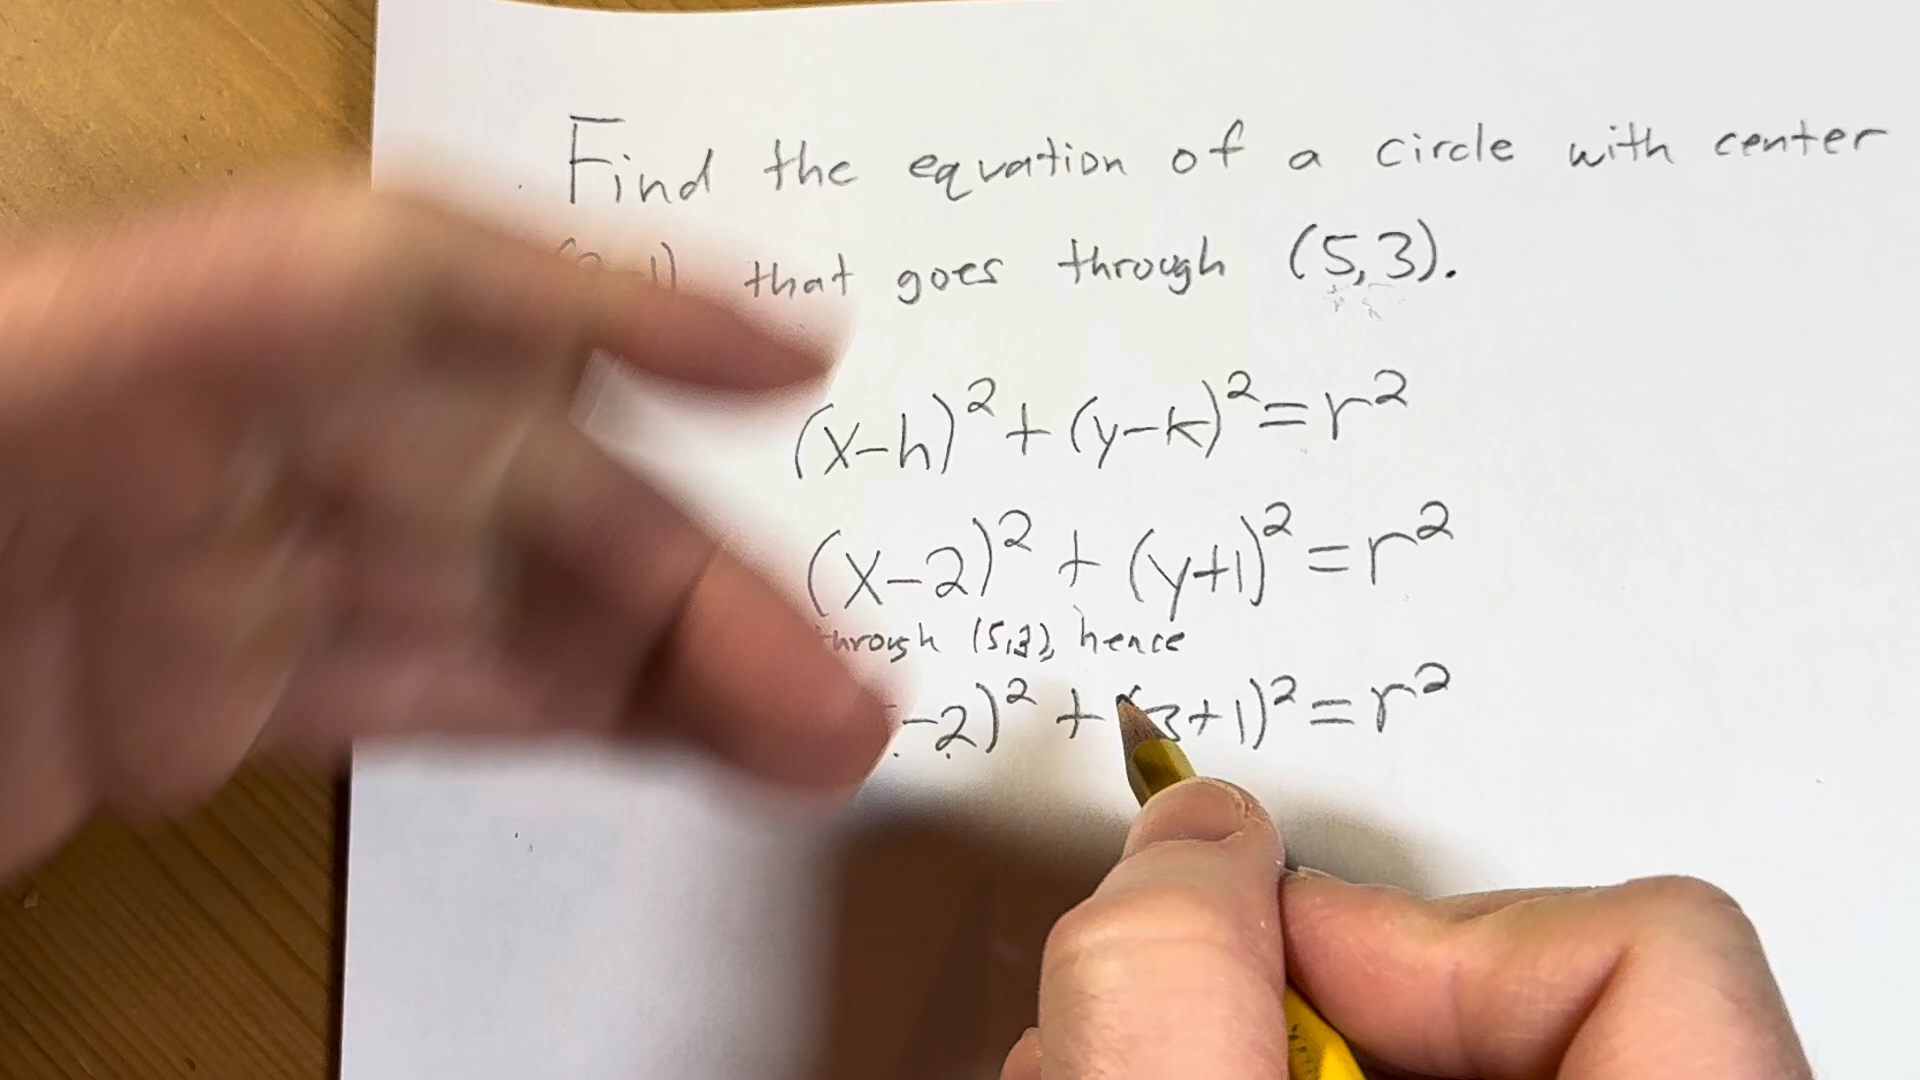 Find the equation of a circle with center
that goes through (5,3).
(x-h)² + (y-k)² = r²
(x-2)² + (y+1)² = r²
through (5,3), hence
-2)² + (3+1)² = r²